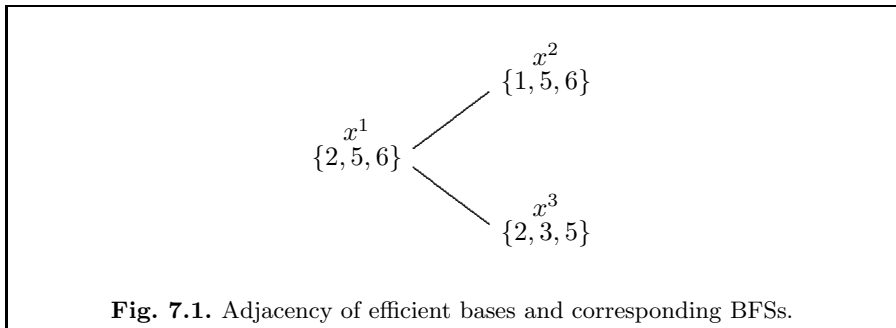 x^2
{1, 5, 6}
x^1
{2, 5, 6}
x^3
{2, 3, 5}
Fig. 7.1. Adjacency of efficient bases and corresponding BFSs.